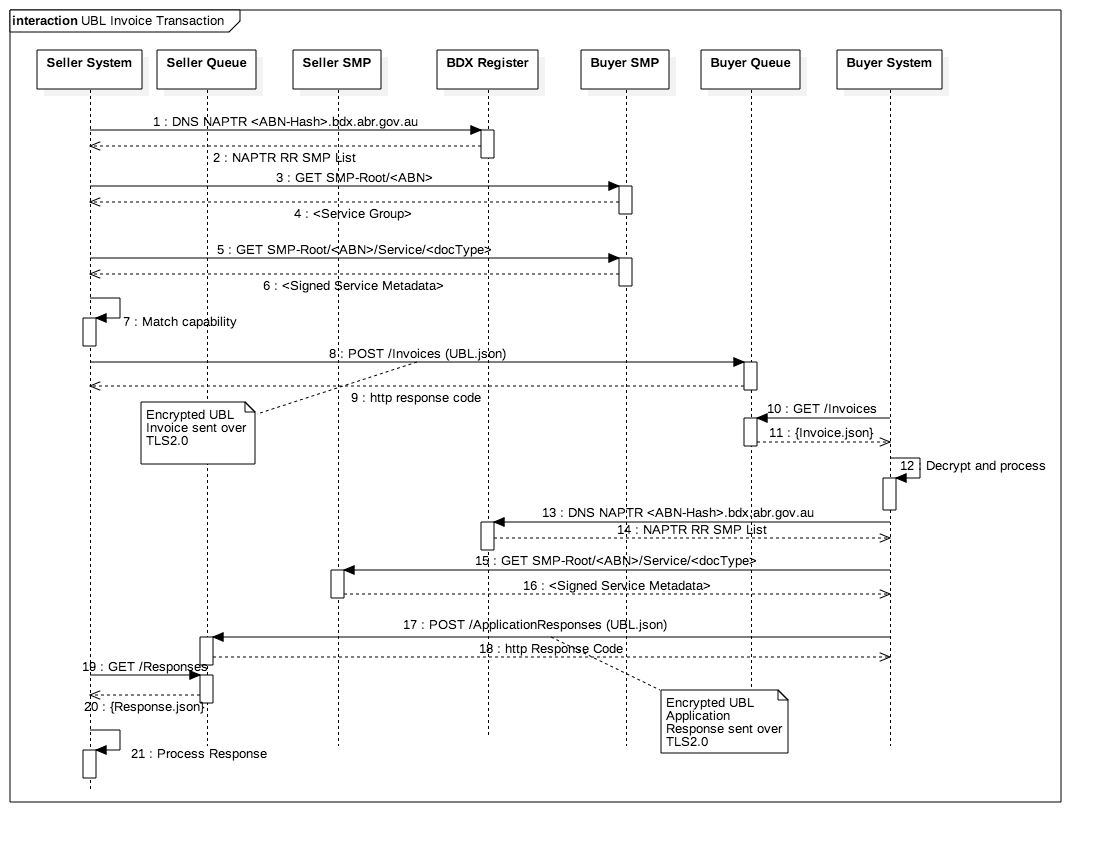 interaction UBL Invoice Transaction
Seller System
Seller Queue
Seller SMP
BDX Register
Buyer SMP
Buyer Queue
Buyer System
1 : DNS NAPTR <ABN-Hash>.bdx.abr.gov.au
2 : NAPTR RR SMP List
3 : GET SMP-Root/<ABN>
4 : <Service Group>
5 : GET SMP-Root/<ABN>/Service/<docType>
6 : <Signed Service Metadata>
7 : Match capability
8 : POST /Invoices (UBL.json)
9 : http response code
Encrypted UBL
Invoice sent over
TLS2.0
10 : GET /Invoices
11 : {Invoice.json}
12 : Decrypt and process
13 : DNS NAPTR <ABN-Hash>.bdx.abr.gov.au
14 : NAPTR RR SMP List
15 : GET SMP-Root/<ABN>/Service/<docType>
16 : <Signed Service Metadata>
17 : POST /ApplicationResponses (UBL.json)
18 : http Response Code
19 : GET /Responses
20 : {Response.json}
Encrypted UBL
Application
Response sent over
TLS2.0
21 : Process Response